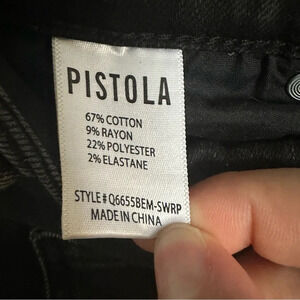 PISTOLA
67% COTTON
9% RAYON
22% POLYESTER
2% ELASTANE
STYLE# Q6655BEM-SWRP
MADE IN CHINA